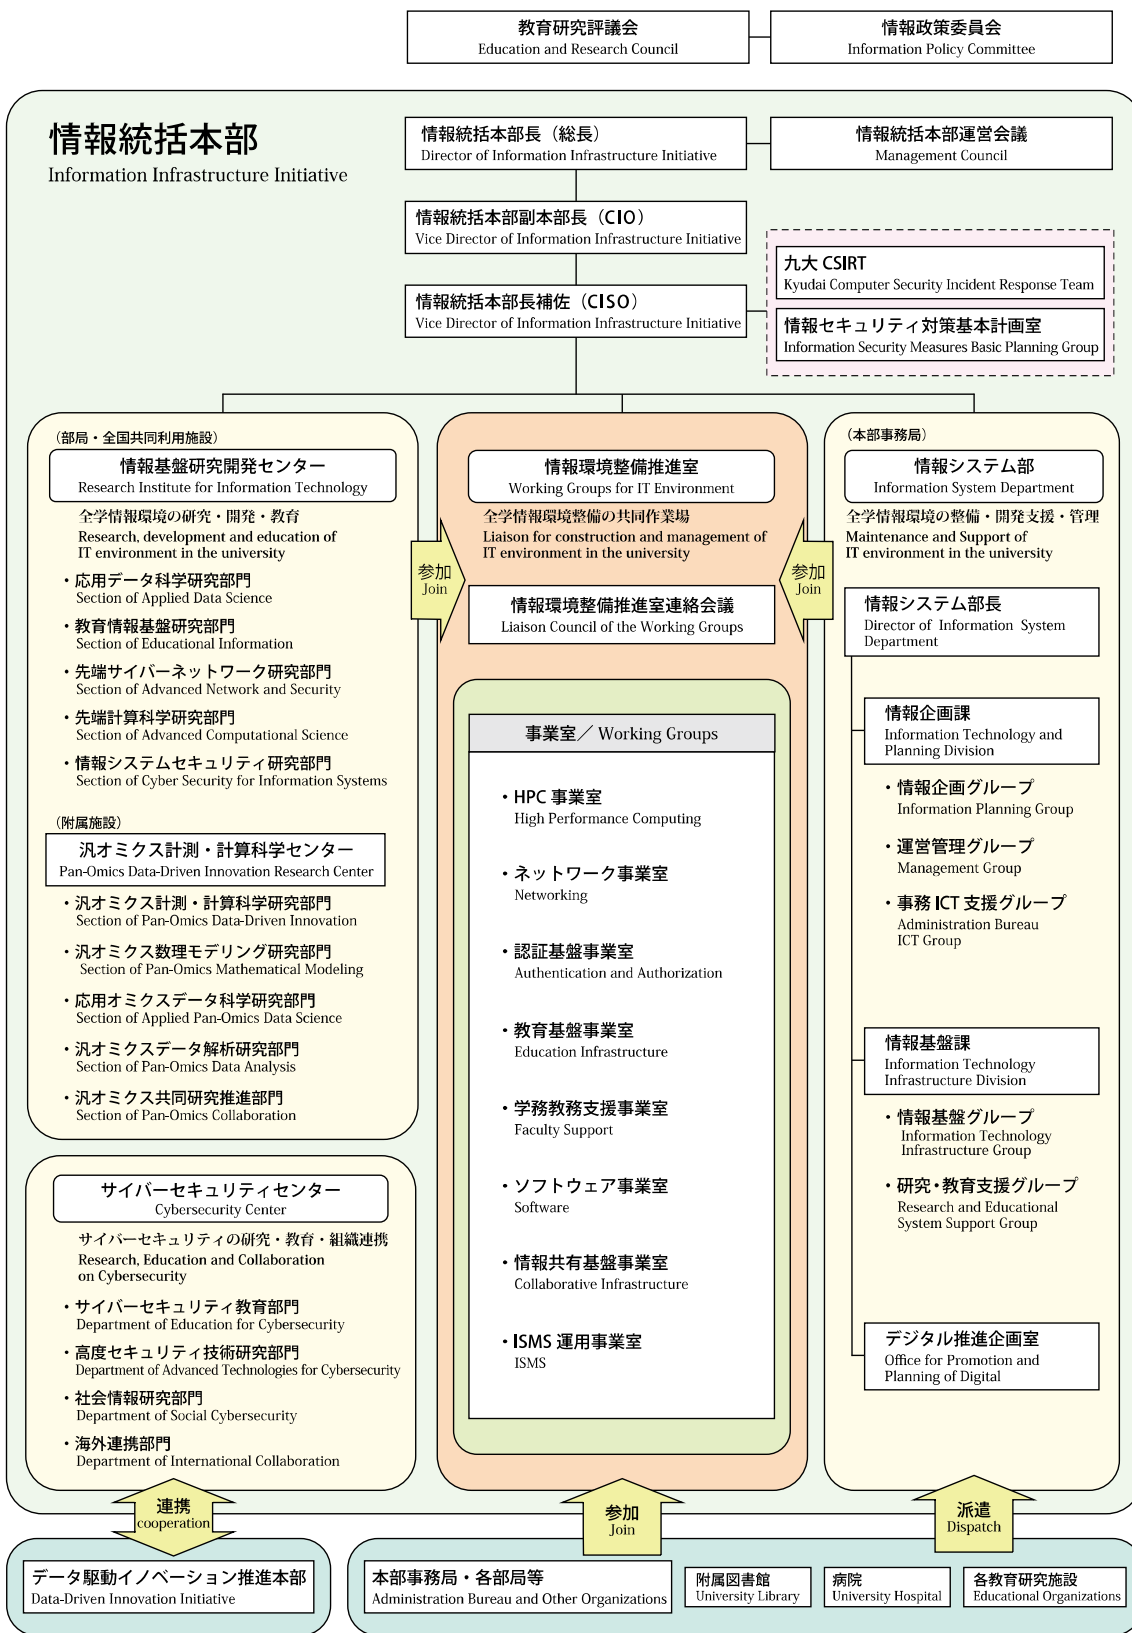 教育研究評議会
Education and Research Council
情報政策委員会
Information Policy Committee
情報統括本部
Information Infrastructure Initiative
情報統括本部長（総長）
Director of Information Infrastructure Initiative
情報統括本部運営会議
Management Council
情報統括本部副本部長（CIO）
Vice Director of Information Infrastructure Initiative
情報統括本部長補佐（CISO）
Vice Director of Information Infrastructure Initiative
九大 CSIRT
Kyudai Computer Security Incident Response Team
情報セキュリティ対策基本計画室
Information Security Measures Basic Planning Group
（部局・全国共同利用施設）
情報基盤研究開発センター
Research Institute for Information Technology
全学情報環境の研究・開発・教育
Research, development and education of
IT environment in the university
・応用データ科学研究部門
Section of Applied Data Science
・教育情報基盤研究部門
Section of Educational Information
・先端サイバーネットワーク研究部門
Section of Advanced Network and Security
・先端計算科学研究部門
Section of Advanced Computational Science
・情報システムセキュリティ研究部門
Section of Cyber Security for Information Systems
（附属施設）
汎オミクス計測・計算科学センター
Pan-Omics Data-Driven Innovation Research Center
・汎オミクス計測・計算科学研究部門
Section of Pan-Omics Data-Driven Innovation
・汎オミクス数理モデリング研究部門
Section of Pan-Omics Mathematical Modeling
・応用オミクスデータ科学研究部門
Section of Applied Pan-Omics Data Science
・汎オミクスデータ解析研究部門
Section of Pan-Omics Data Analysis
・汎オミクス共同研究推進部門
Section of Pan-Omics Collaboration
サイバーセキュリティセンター
Cybersecurity Center
サイバーセキュリティの研究・教育・組織連携
Research, Education and Collaboration
on Cybersecurity
・サイバーセキュリティ教育部門
Department of Education for Cybersecurity
・高度セキュリティ技術研究部門
Department of Advanced Technologies for Cybersecurity
・社会情報研究部門
Department of Social Cybersecurity
・海外連携部門
Department of International Collaboration
参加
Join
情報環境整備推進室
Working Groups for IT Environment
全学情報環境整備の共同作業場
Liaison for construction and management of
IT environment in the university
情報環境整備推進室連絡会議
Liaison Council of the Working Groups
事業室／Working Groups
・HPC 事業室
High Performance Computing
・ネットワーク事業室
Networking
・認証基盤事業室
Authentication and Authorization
・教育基盤事業室
Education Infrastructure
・学務教務支援事業室
Faculty Support
・ソフトウェア事業室
Software
・情報共有基盤事業室
Collaborative Infrastructure
・ISMS 運用事業室
ISMS
参加
Join
（本部事務局）
情報システム部
Information System Department
全学情報環境の整備・開発支援・管理
Maintenance and Support of
IT environment in the university
情報システム部長
Director of Information System
Department
情報企画課
Information Technology and
Planning Division
・情報企画グループ
Information Planning Group
・運営管理グループ
Management Group
・事務 ICT 支援グループ
Administration Bureau
ICT Group
情報基盤課
Information Technology
Infrastructure Division
・情報基盤グループ
Information Technology
Infrastructure Group
・研究・教育支援グループ
Research and Educational
System Support Group
デジタル推進企画室
Office for Promotion and
Planning of Digital
連携
cooperation
参加
Join
派遣
Dispatch
データ駆動イノベーション推進本部
Data-Driven Innovation Initiative
本部事務局・各部局等
Administration Bureau and Other Organizations
附属図書館
University Library
病院
University Hospital
各教育研究施設
Educational Organizations